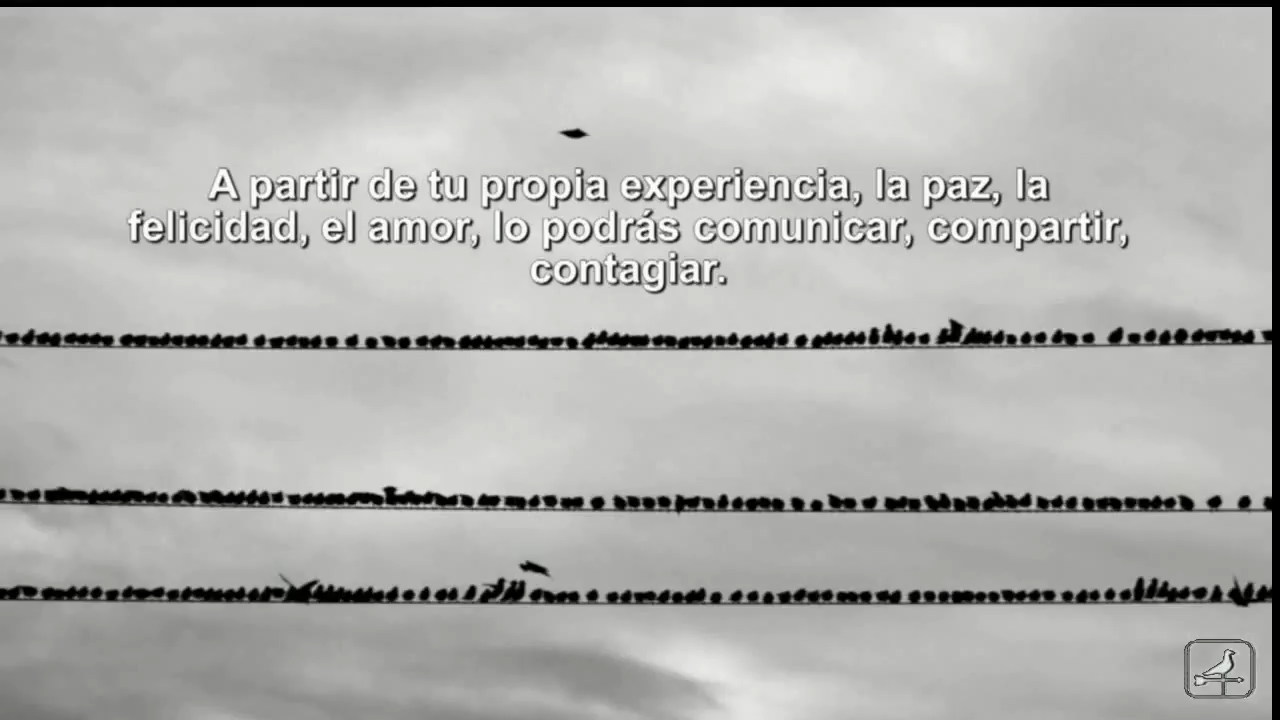 A partir de tu propia experiencia, la paz, la
felicidad, el amor, lo podrás comunicar, compartir,
contagiar.